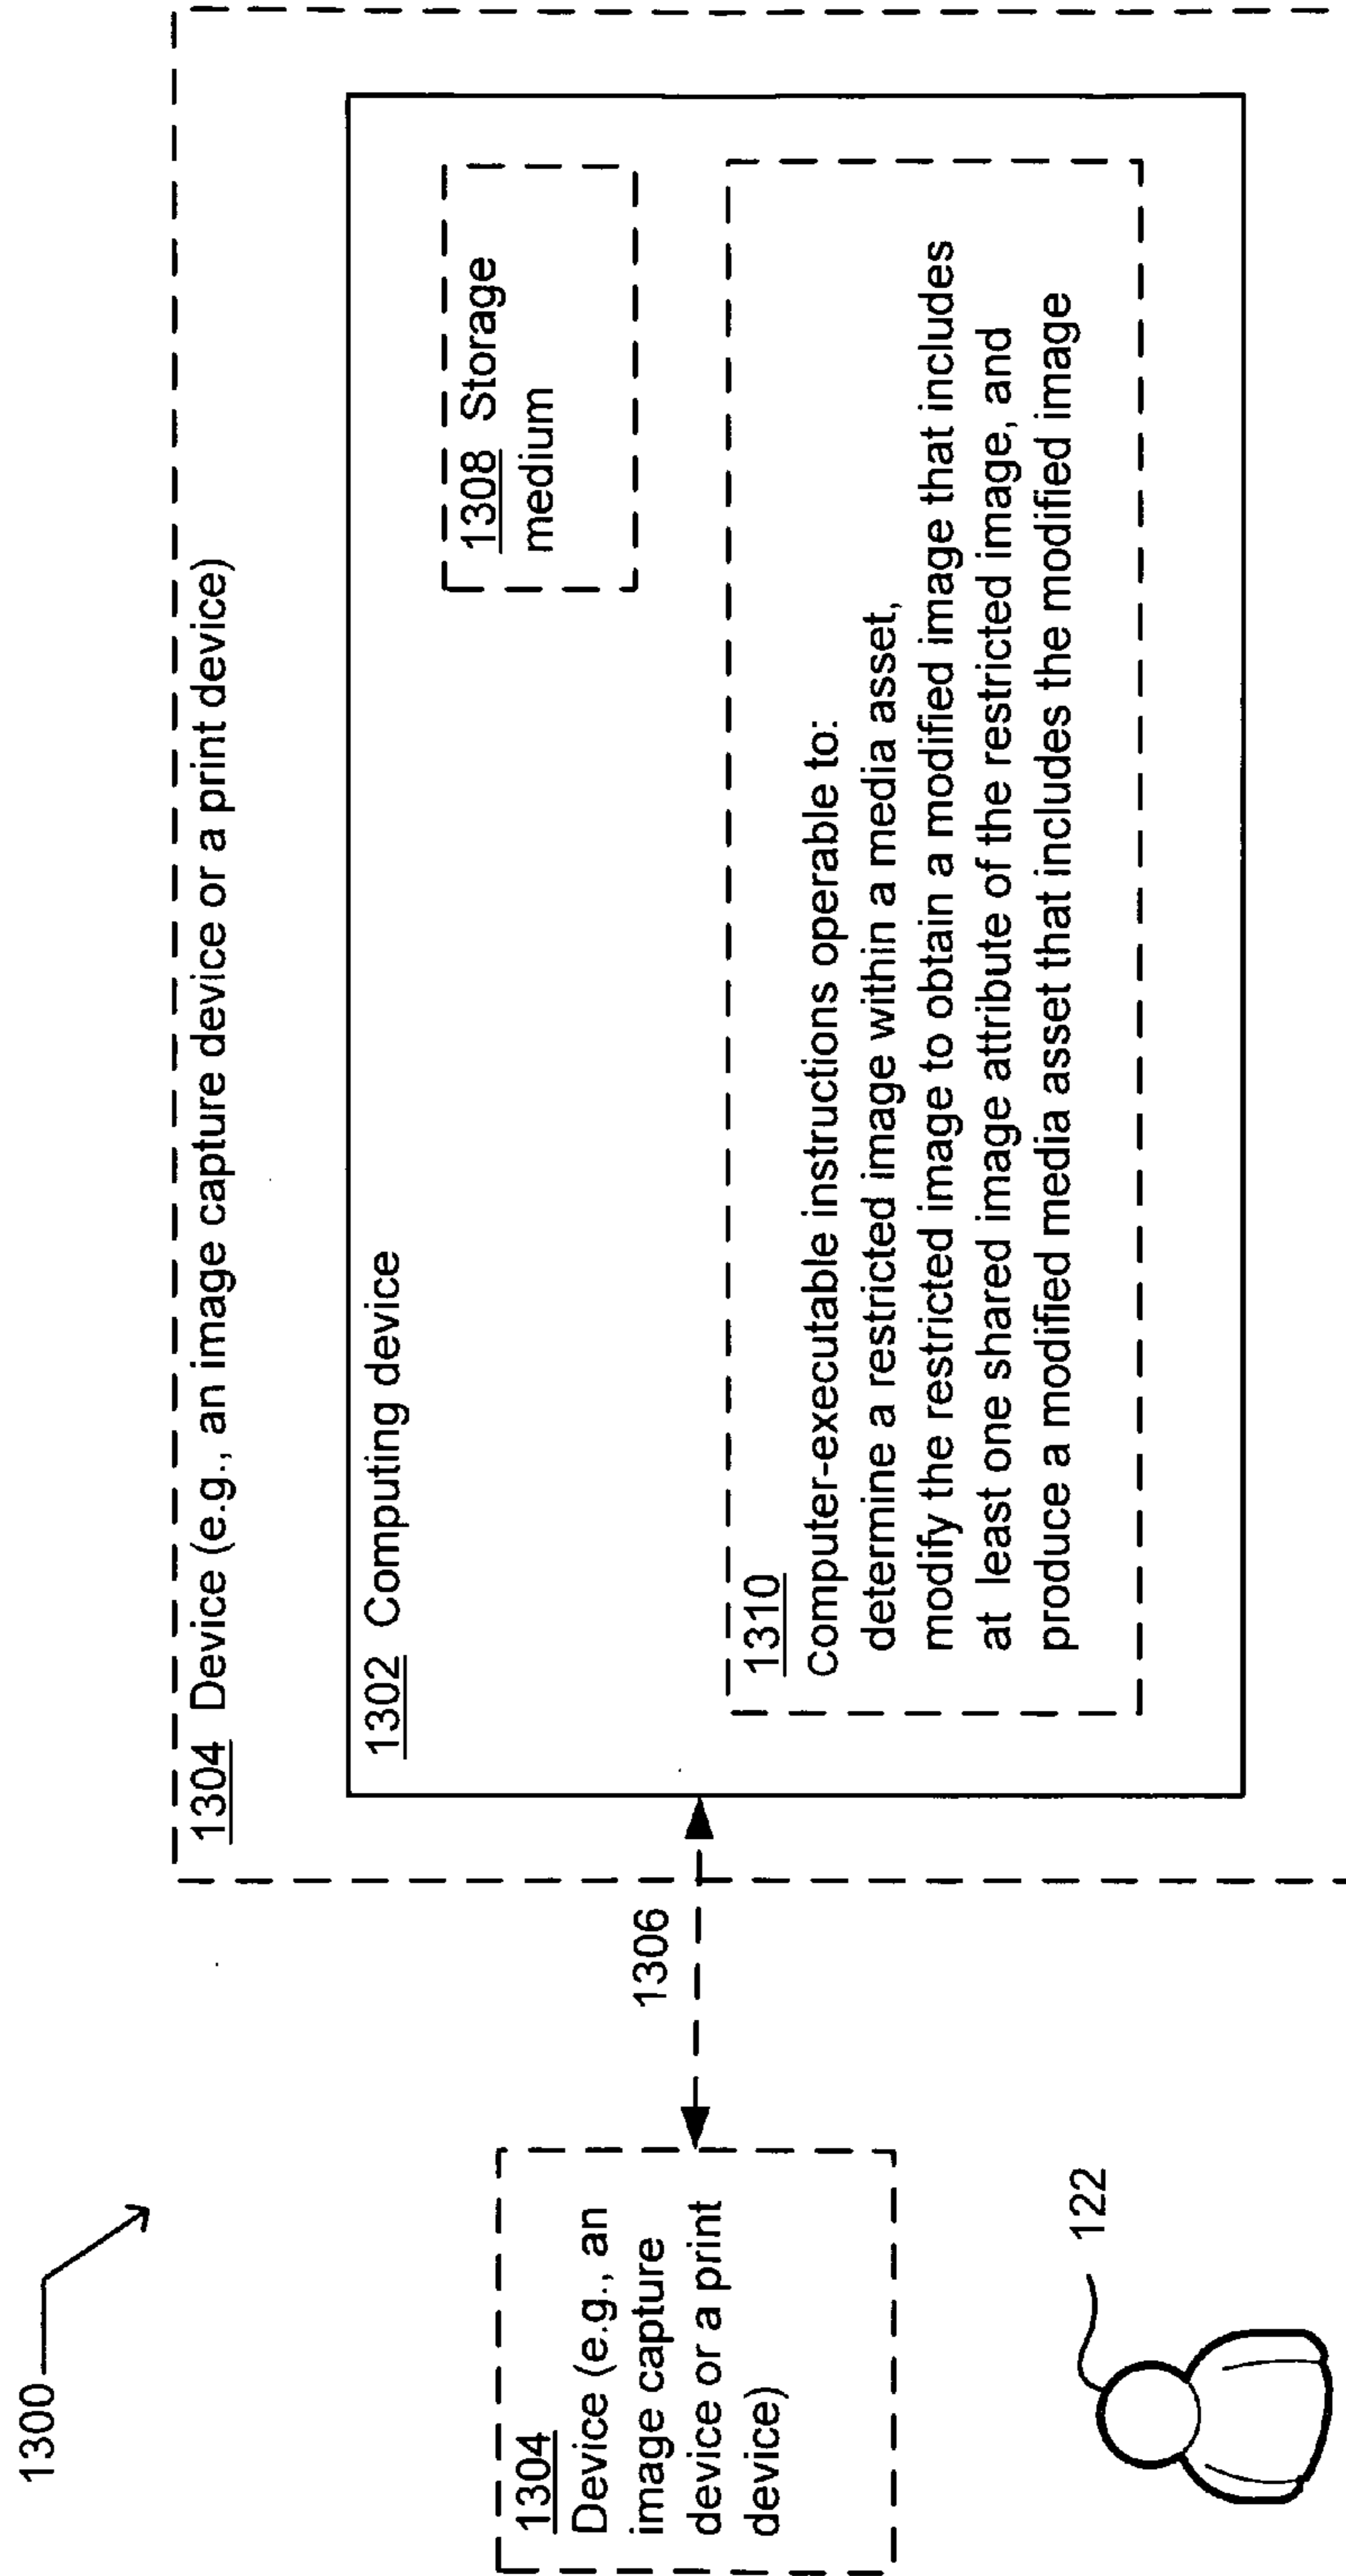 1300
1304 Device (e.g., an image capture device or a print device)
1302 Computing device
1308 Storage
medium
1310
Computer-executable instructions operable to:
determine a restricted image within a media asset,
modify the restricted image to obtain a modified image that includes
at least one shared image attribute of the restricted image, and
produce a modified media asset that includes the modified image
1306
1304
Device (e.g., an
image capture
device or a print
device)
122